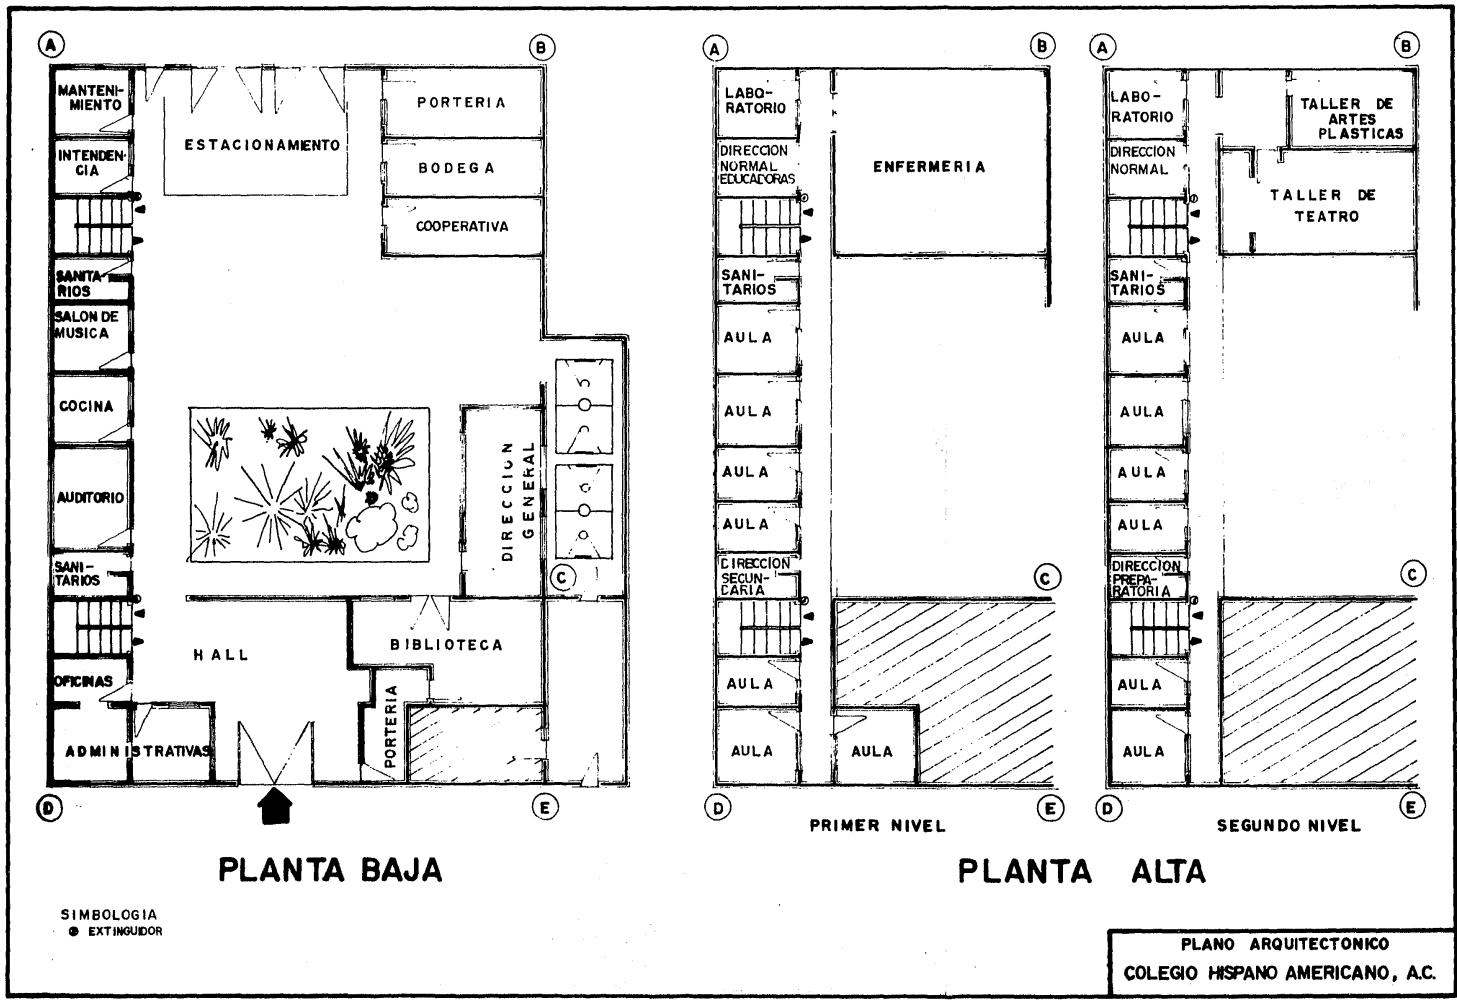 A
B
MANTENI-
MIENTO
PORTERIA
ESTACIONAMIENTO
INTENDEN-
CIA
BODEGA
COOPERATIVA
SANITA-
RIOS
SALON DE
MUSICA
COCINA
AUDITORIO
DIRECCION
GENERAL
SANI-
TARIOS
C
HALL
BIBLIOTECA
OFICINAS
PORTERIA
ADMINISTRATIVAS
D
E
PLANTA BAJA
A
B
LABO-
RATORIO
DIRECCION
NORMAL
EDUCADORAS
ENFERMERIA
SANI-
TARIOS
AULA
AULA
AULA
AULA
DIRECCION
SECUN-
DARIA
C
AULA
AULA
AULA
D
E
PRIMER NIVEL
A
B
LABO-
RATORIO
TALLER DE
ARTES
PLASTICAS
DIRECCION
NORMAL
TALLER DE
TEATRO
SANI-
TARIOS
AULA
AULA
AULA
AULA
DIRECCION
PREPA-
RATORIA
C
AULA
AULA
D
E
SEGUNDO NIVEL
PLANTA ALTA
SIMBOLOGIA
EXTINGUIDOR
PLANO ARQUITECTONICO
COLEGIO HISPANO AMERICANO, A.C.